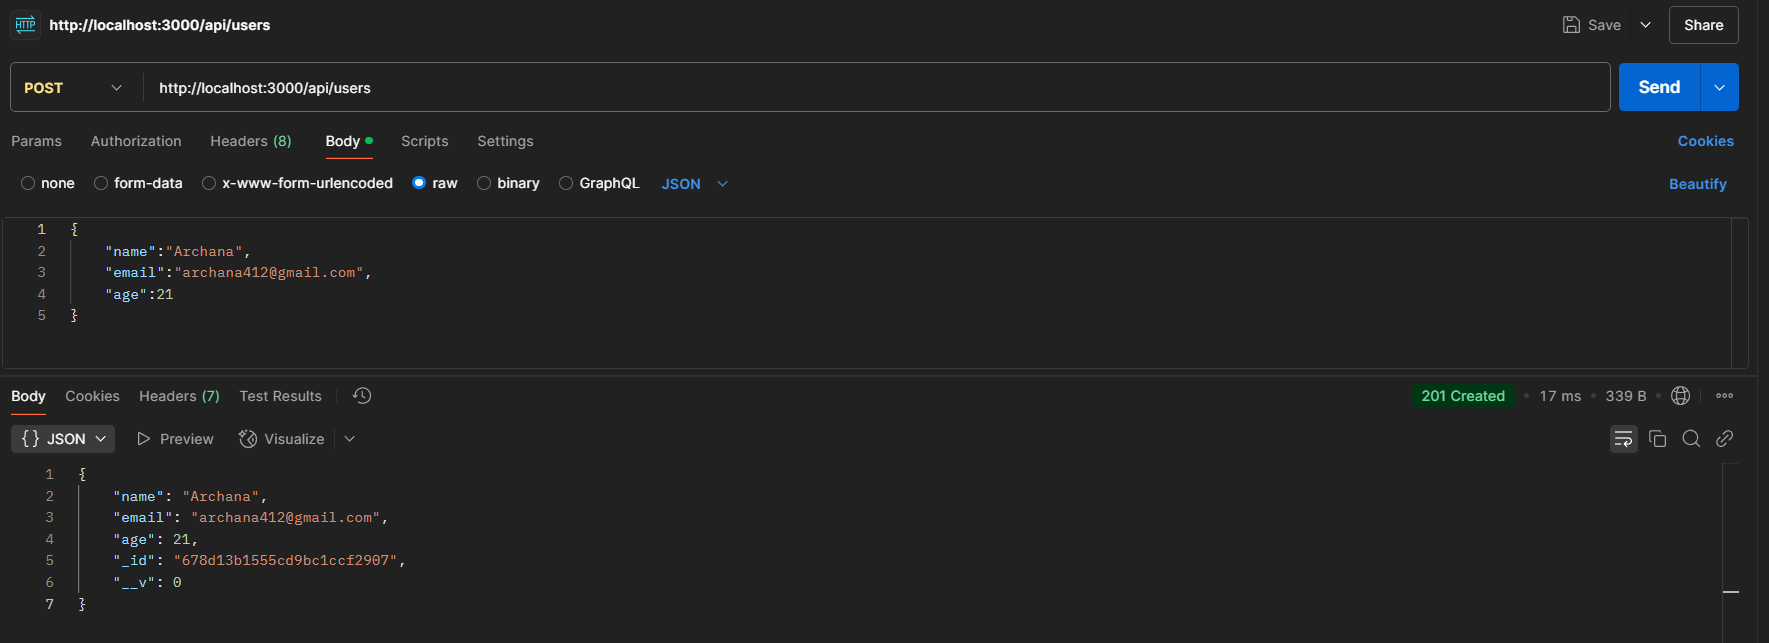 HTTP http://localhost:3000/api/users Save Share
POST http://localhost:3000/api/users Send
Params Authorization Headers (8) Body Scripts Settings Cookies
none form-data x-www-form-urlencoded raw binary GraphQL JSON Beautify
1 {
2 "name":"Archana",
3 "email":"archana412@gmail.com",
4 "age":21
5 }
Body Cookies Headers (7) Test Results 201 Created • 17 ms • 339 B •
{} JSON Preview Visualize
1 {
2 "name": "Archana",
3 "email": "archana412@gmail.com",
4 "age": 21,
5 "_id": "678d13b1555cd9bc1ccf2907",
6 "__v": 0
7 }